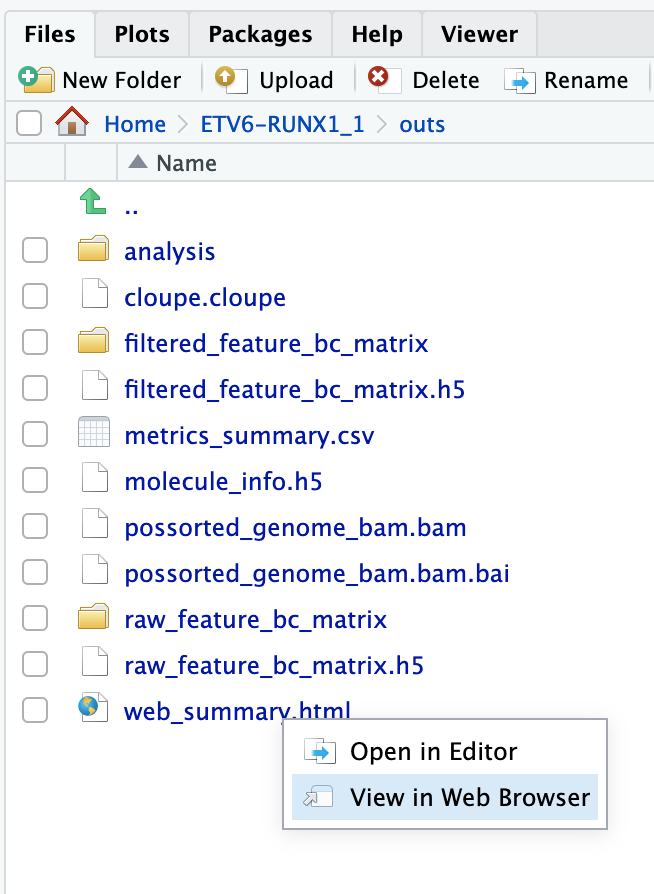 Files Plots Packages Help Viewer
New Folder Upload Delete Rename
Home ETV6-RUNX1_1 outs
Name
..
analysis
cloupe.cloupe
filtered_feature_bc_matrix
filtered_feature_bc_matrix.h5
metrics_summary.csv
molecule_info.h5
possorted_genome_bam.bam
possorted_genome_bam.bam.bai
raw_feature_bc_matrix
raw_feature_bc_matrix.h5
web_summary.html
Open in Editor
View in Web Browser